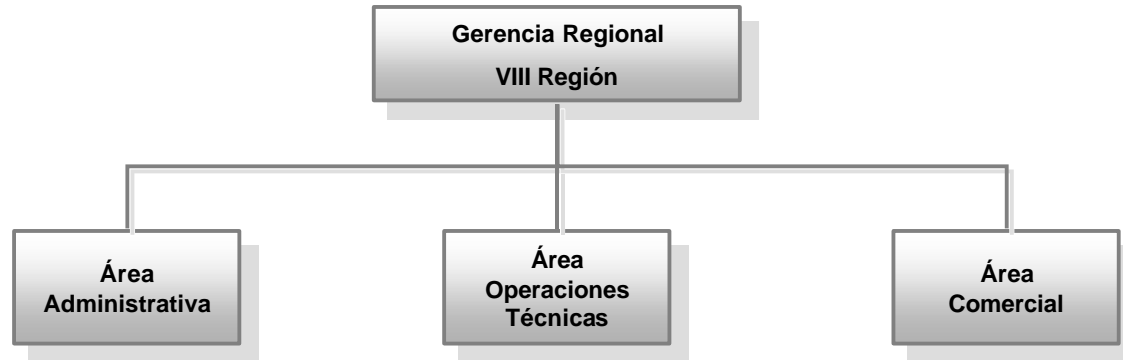 Gerencia Regional
VIII Región
Área
Administrativa
Área
Operaciones
Técnicas
Área
Comercial